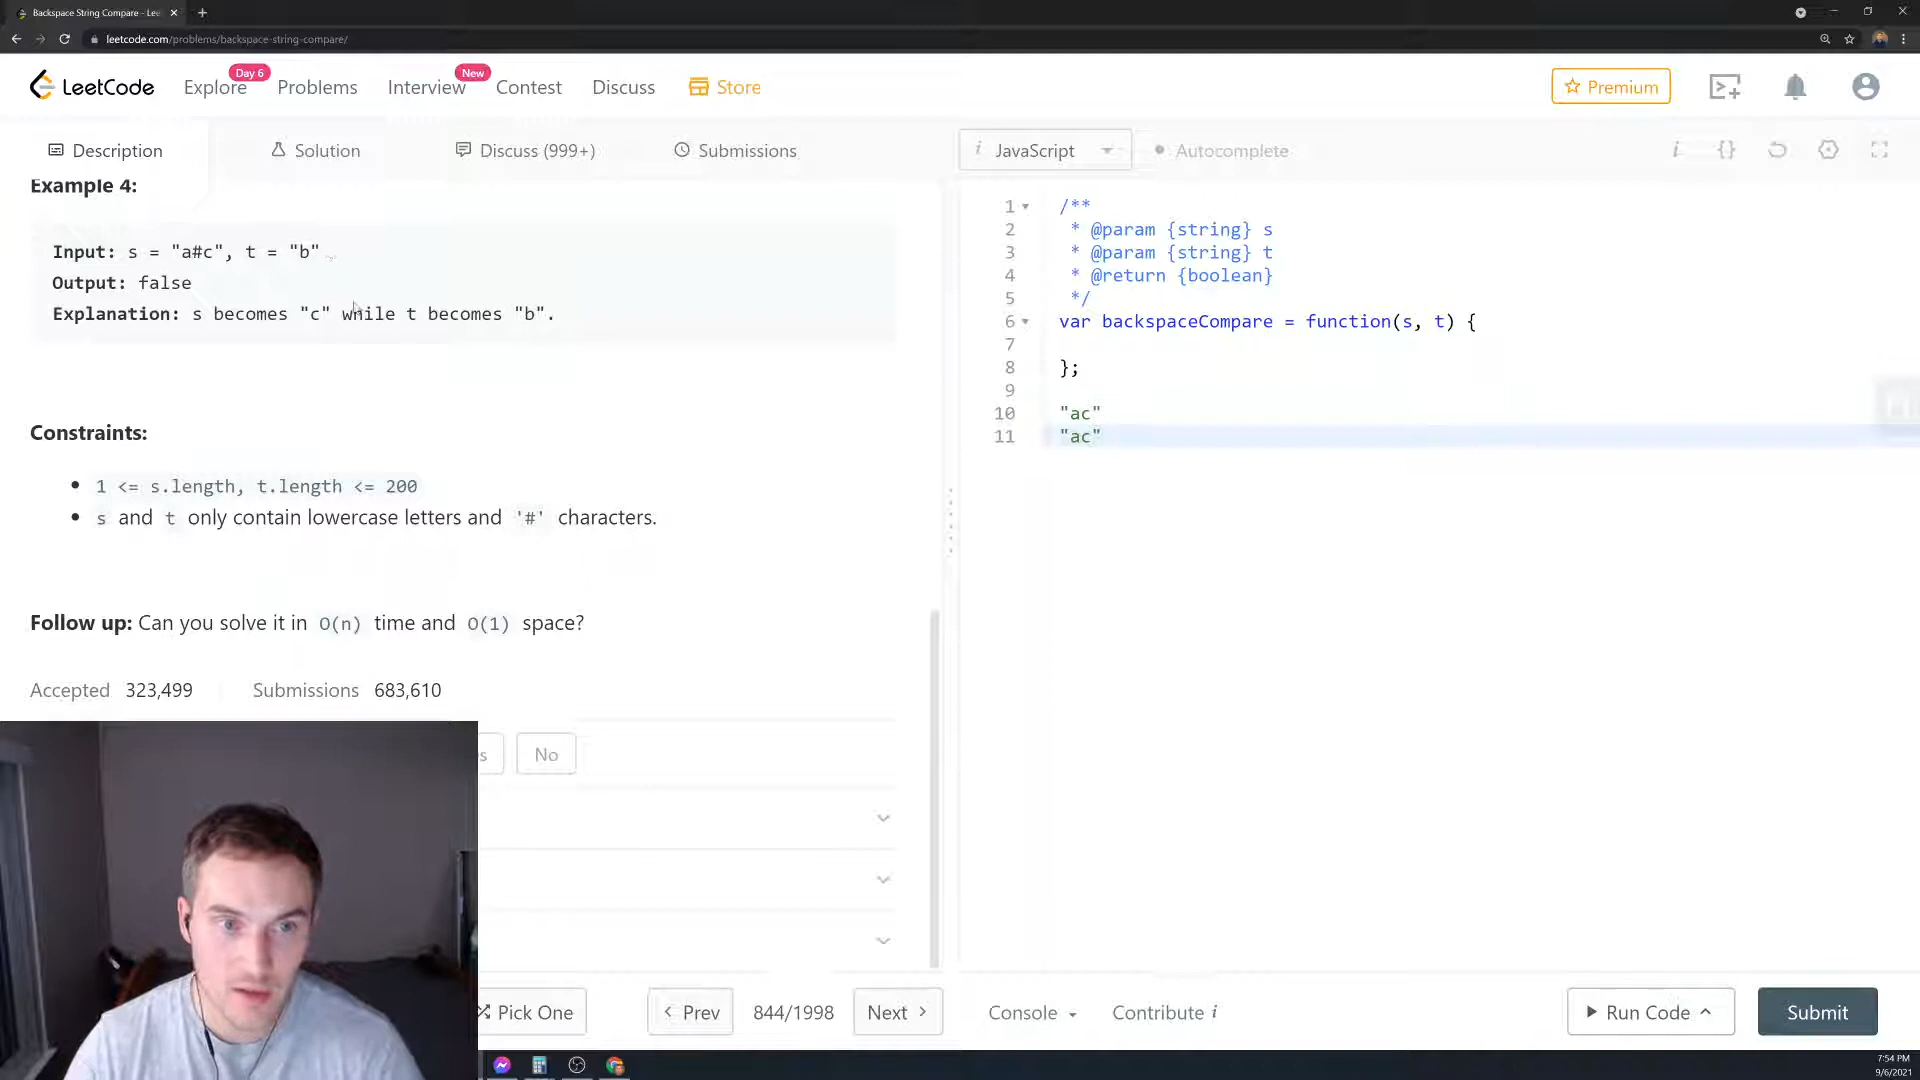 Backspace String Compare - Lee
leetcode.com/problems/backspace-string-compare/
LeetCode
Explore
Day 6
Problems
Interview
New
Contest
Discuss
Store
Premium
Description
Solution
Discuss (999+)
Submissions
i JavaScript
Autocomplete
i {}
Example 4:
Input: s = "a#c", t = "b"
Output: false
Explanation: s becomes "c" while t becomes "b".
Constraints:
1 <= s.length, t.length <= 200
s and t only contain lowercase letters and '#' characters.
Follow up: Can you solve it in O(n) time and O(1) space?
Accepted 323,499 Submissions 683,610
s
No
1 /**
2 * @param {string} s
3 * @param {string} t
4 * @return {boolean}
5 */
6 var backspaceCompare = function(s, t) {
7
8 };
9
10 "ac"
11 "ac"
Pick One
< Prev
844/1998
Next >
Console
Contribute i
Run Code
Submit
7:54 PM
9/6/2021